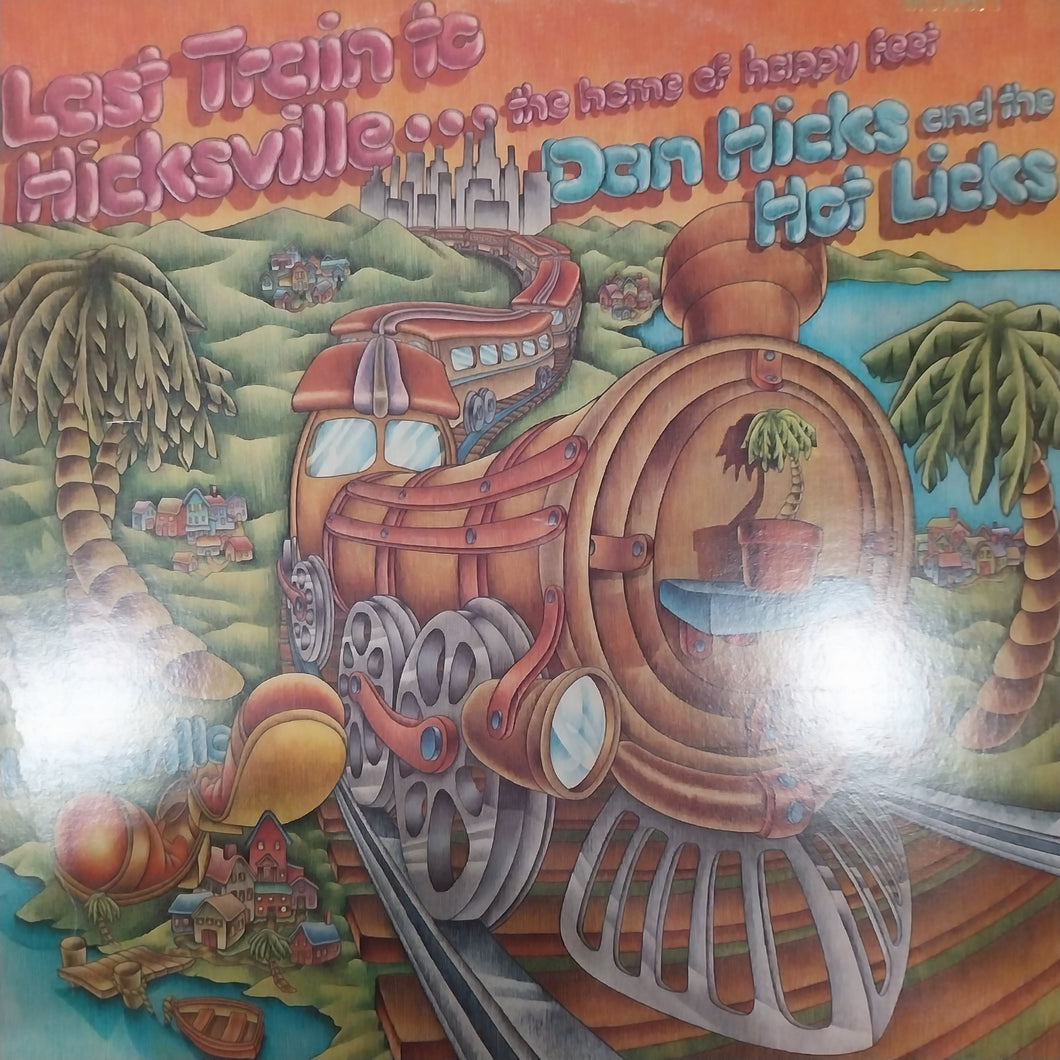 Last Train to
Hicksville...
the home of happy feet
Dan Hicks and the
Hot Licks